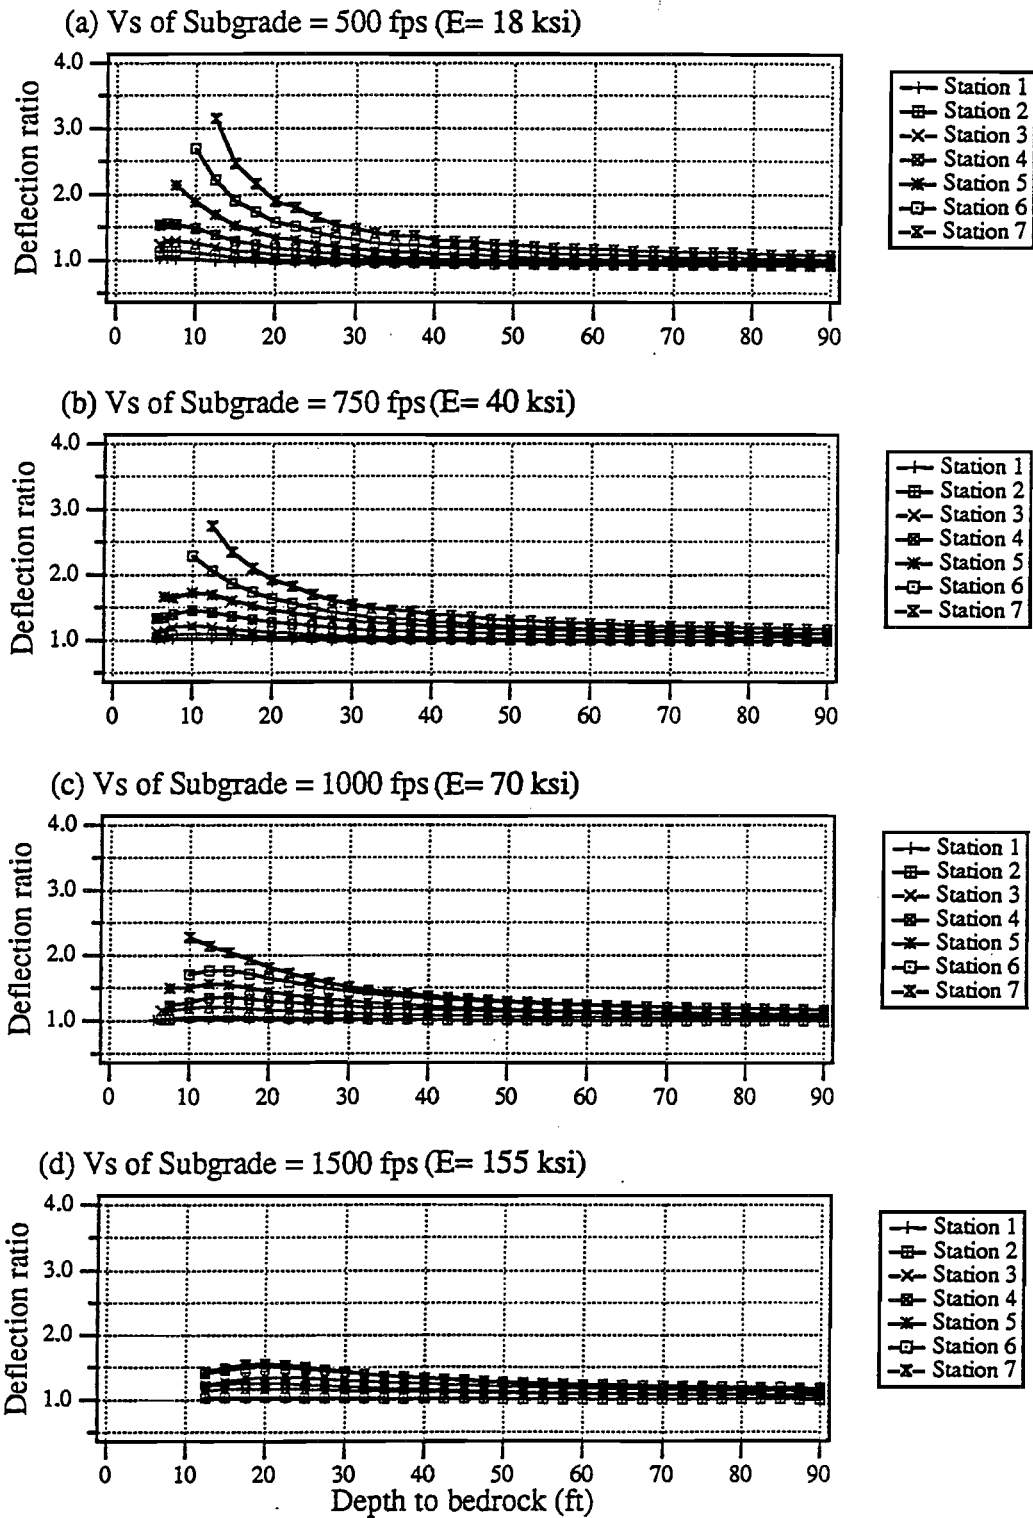 (a) Vs of Subgrade = 500 fps (E= 18 ksi)
Deflection ratio
4.0
3.0
2.0
1.0
0 10 20 30 40 50 60 70 80 90
Station 1
Station 2
Station 3
Station 4
Station 5
Station 6
Station 7
(b) Vs of Subgrade = 750 fps (E= 40 ksi)
Deflection ratio
4.0
3.0
2.0
1.0
0 10 20 30 40 50 60 70 80 90
Station 1
Station 2
Station 3
Station 4
Station 5
Station 6
Station 7
(c) Vs of Subgrade = 1000 fps (E= 70 ksi)
Deflection ratio
4.0
3.0
2.0
1.0
0 10 20 30 40 50 60 70 80 90
Station 1
Station 2
Station 3
Station 4
Station 5
Station 6
Station 7
(d) Vs of Subgrade = 1500 fps (E= 155 ksi)
Deflection ratio
4.0
3.0
2.0
1.0
0 10 20 30 40 50 60 70 80 90
Depth to bedrock (ft)
Station 1
Station 2
Station 3
Station 4
Station 5
Station 6
Station 7